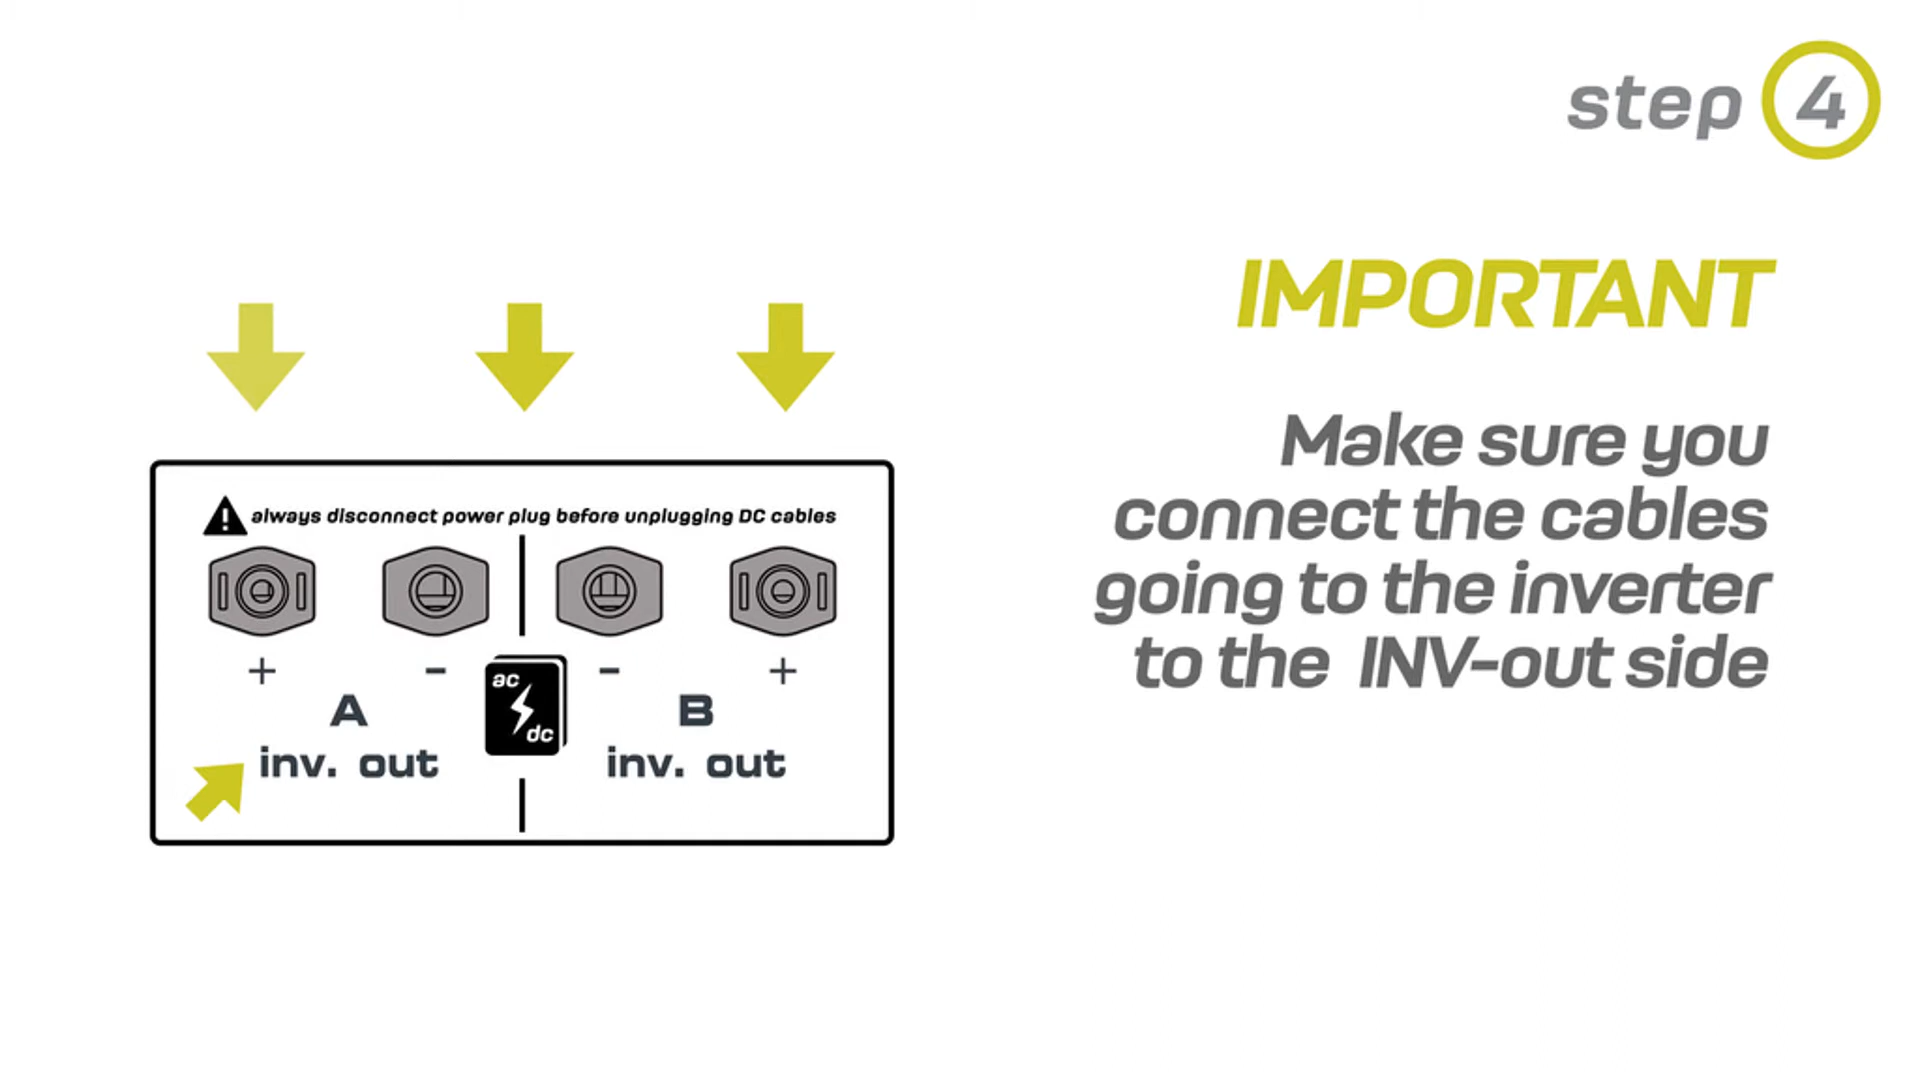 step 4
IMPORTANT
Make sure you
connect the cables
going to the inverter
to the INV-out side
always disconnect power plug before unplugging DC cables
+ - - +
A B
ac
dc
inv. out inv. out